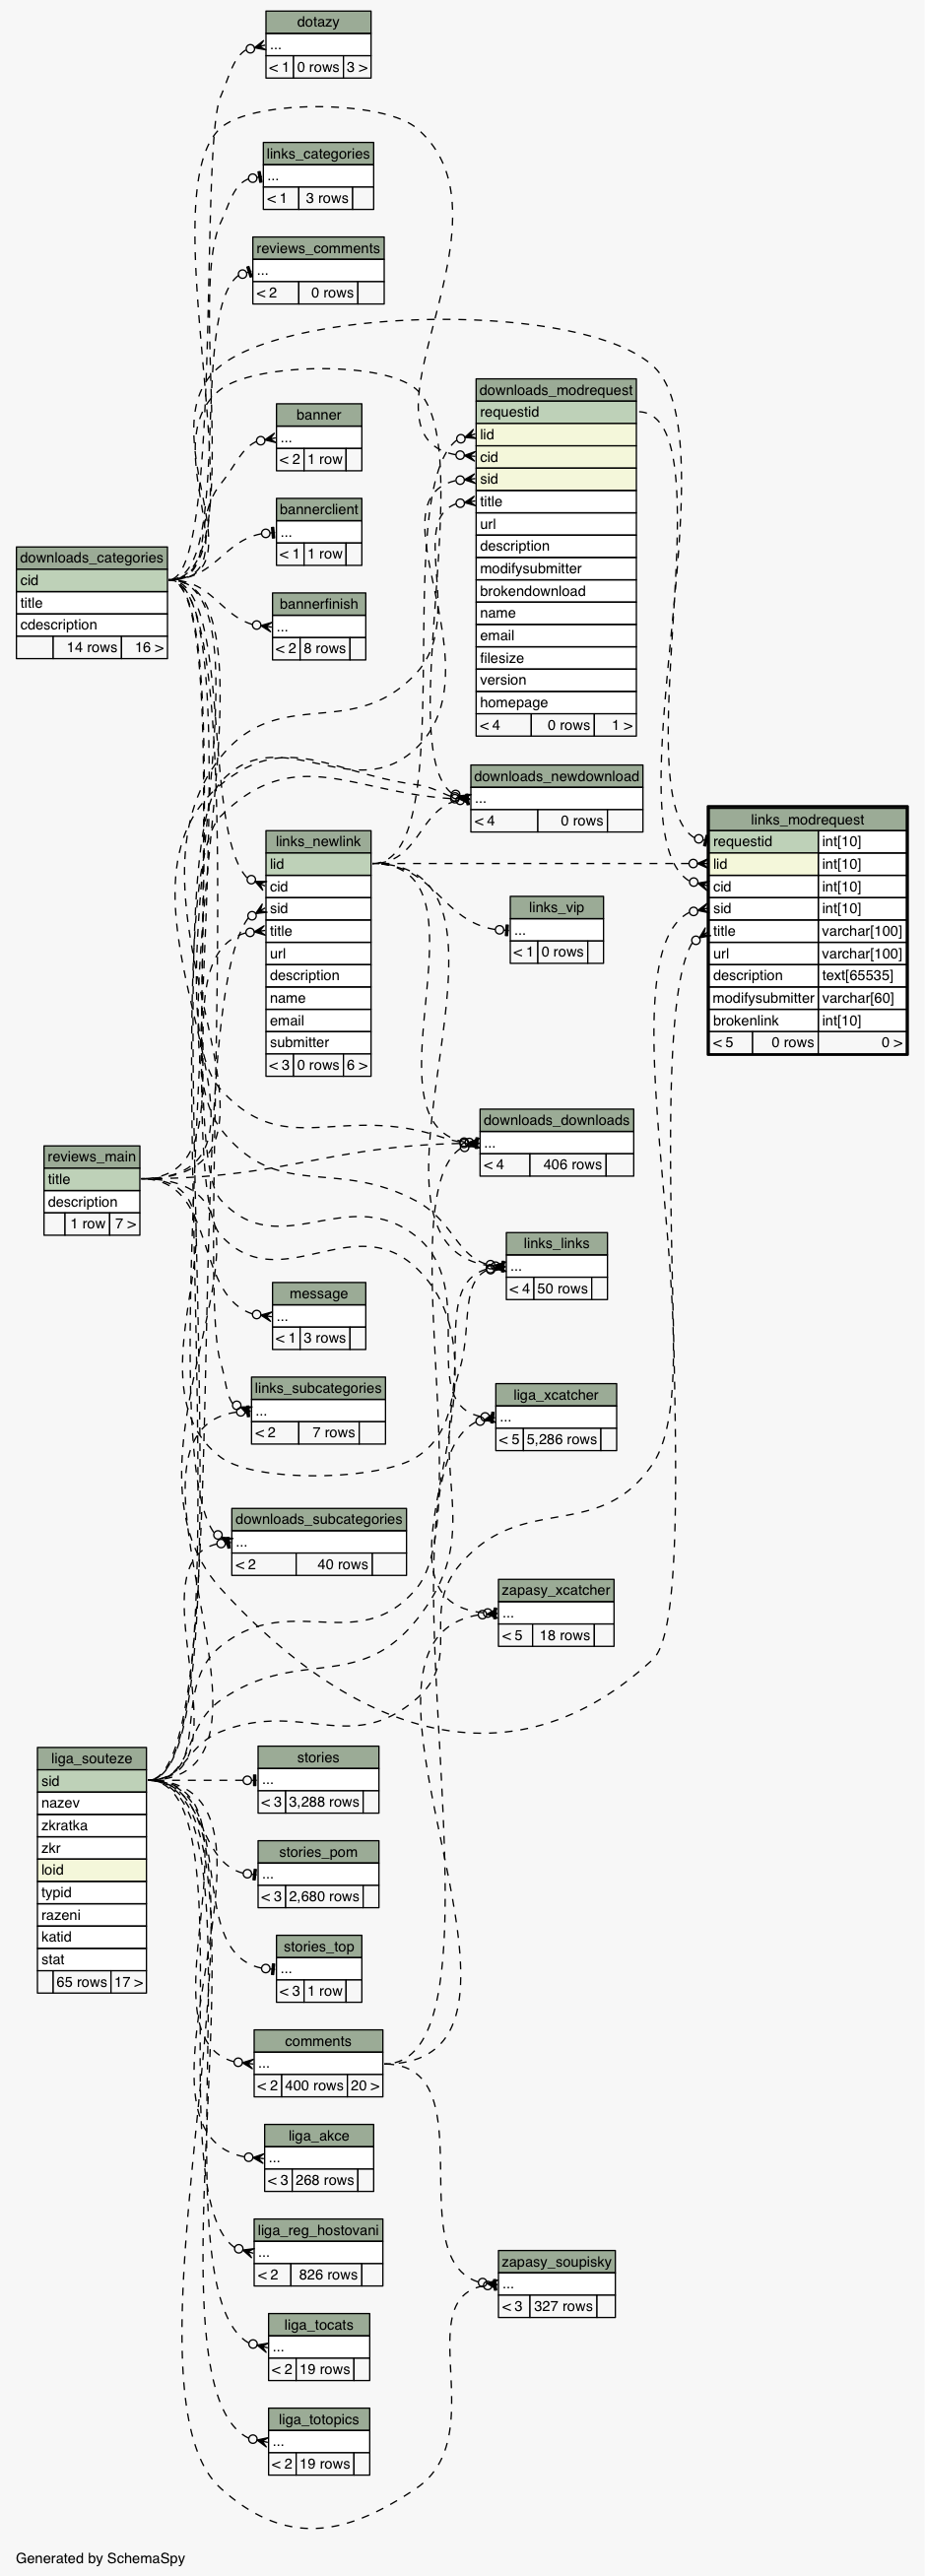 dotazy
...
< 1 0 rows 3 >
links_categories
...
< 1 3 rows
reviews_comments
...
< 2 0 rows
downloads_modrequest
requestid
lid
cid
sid
title
url
description
modifysubmitter
brokendownload
name
email
filesize
version
homepage
< 4 0 rows 1 >
banner
...
< 2 1 row
bannerclient
...
< 1 1 row
downloads_categories
cid
title
cdescription
14 rows 16 >
bannerfinish
...
< 2 8 rows
downloads_newdownload
...
< 4 0 rows
links_modrequest
requestid int[10]
lid int[10]
cid int[10]
sid int[10]
title varchar[100]
url varchar[100]
description text[65535]
modifysubmitter varchar[60]
brokenlink int[10]
< 5 0 rows 0 >
links_newlink
lid
cid
sid
title
url
description
name
email
submitter
< 3 0 rows 6 >
links_vip
...
< 1 0 rows
downloads_downloads
...
< 4 406 rows
reviews_main
title
description
1 row 7 >
links_links
...
< 4 50 rows
message
...
< 1 3 rows
links_subcategories
...
< 2 7 rows
liga_xcatcher
...
< 5 5,286 rows
downloads_subcategories
...
< 2 40 rows
zapasy_xcatcher
...
< 5 18 rows
liga_souteze
sid
nazev
zkratka
zkr
loid
typid
razeni
katid
stat
65 rows 17 >
stories
...
< 3 3,288 rows
stories_pom
...
< 3 2,680 rows
stories_top
...
< 3 1 row
comments
...
< 2 400 rows 20 >
liga_akce
...
< 3 268 rows
liga_reg_hostovani
...
< 2 826 rows
zapasy_soupisky
...
< 3 327 rows
liga_tocats
...
< 2 19 rows
liga_totopics
...
< 2 19 rows
Generated by SchemaSpy